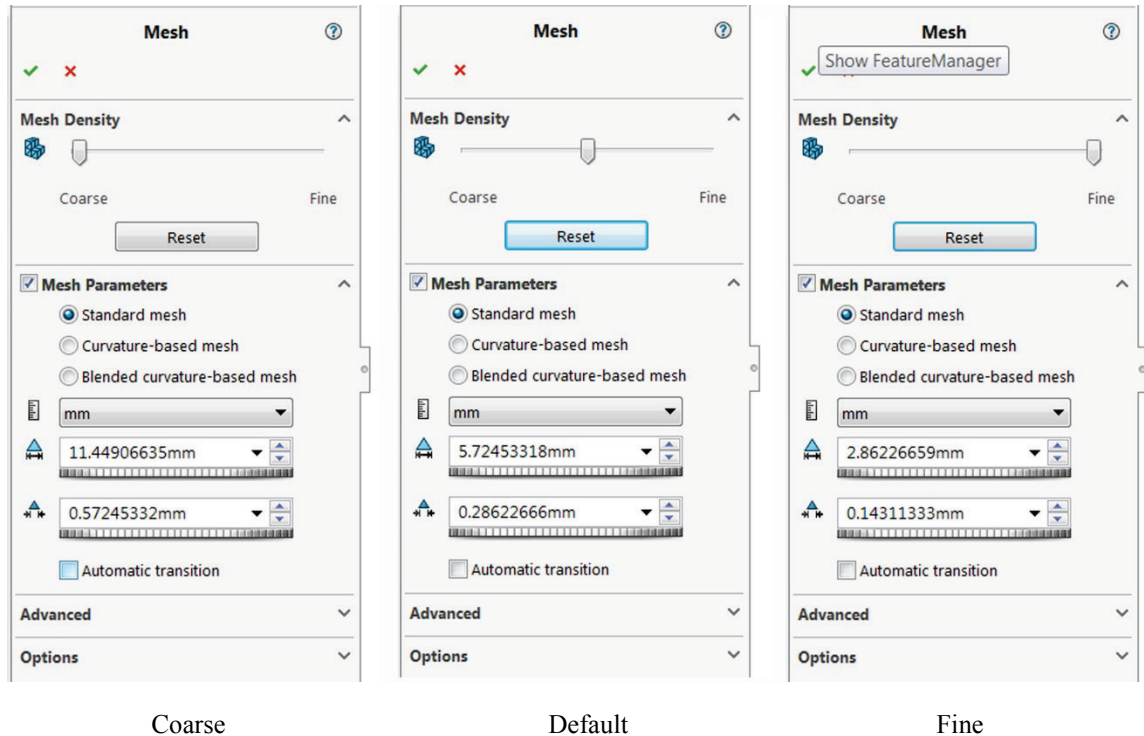 Mesh
Mesh Density
Coarse Fine
Reset
Mesh Parameters
Standard mesh
Curvature-based mesh
Blended curvature-based mesh
mm
11.44906635mm
0.57245332mm
Automatic transition
Advanced
Options
Coarse
Mesh
Mesh Density
Coarse Fine
Reset
Mesh Parameters
Standard mesh
Curvature-based mesh
Blended curvature-based mesh
mm
5.72453318mm
0.28622666mm
Automatic transition
Advanced
Options
Default
Mesh
Show FeatureManager
Mesh Density
Coarse Fine
Reset
Mesh Parameters
Standard mesh
Curvature-based mesh
Blended curvature-based mesh
mm
2.86226659mm
0.14311333mm
Automatic transition
Advanced
Options
Fine